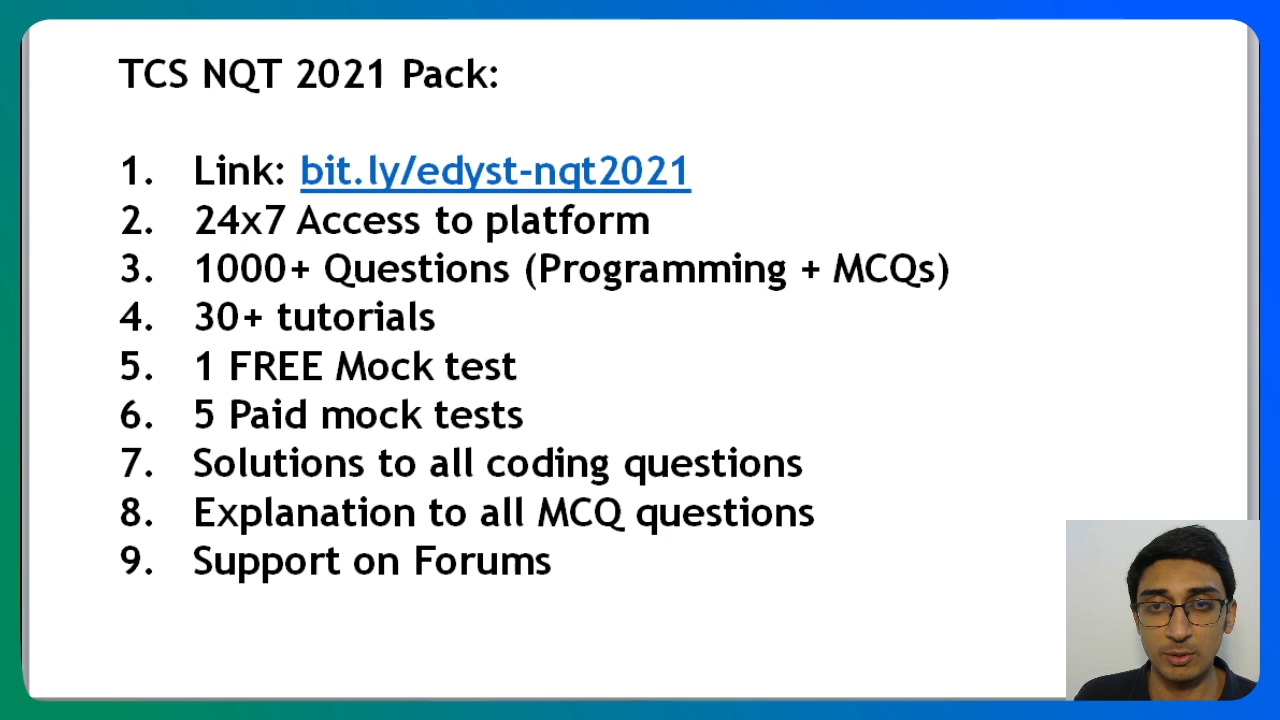 TCS NQT 2021 Pack:
1. Link: bit.ly/edyst-nqt2021
2. 24x7 Access to platform
3. 1000+ Questions (Programming + MCQs)
4. 30+ tutorials
5. 1 FREE Mock test
6. 5 Paid mock tests
7. Solutions to all coding questions
8. Explanation to all MCQ questions
9. Support on Forums